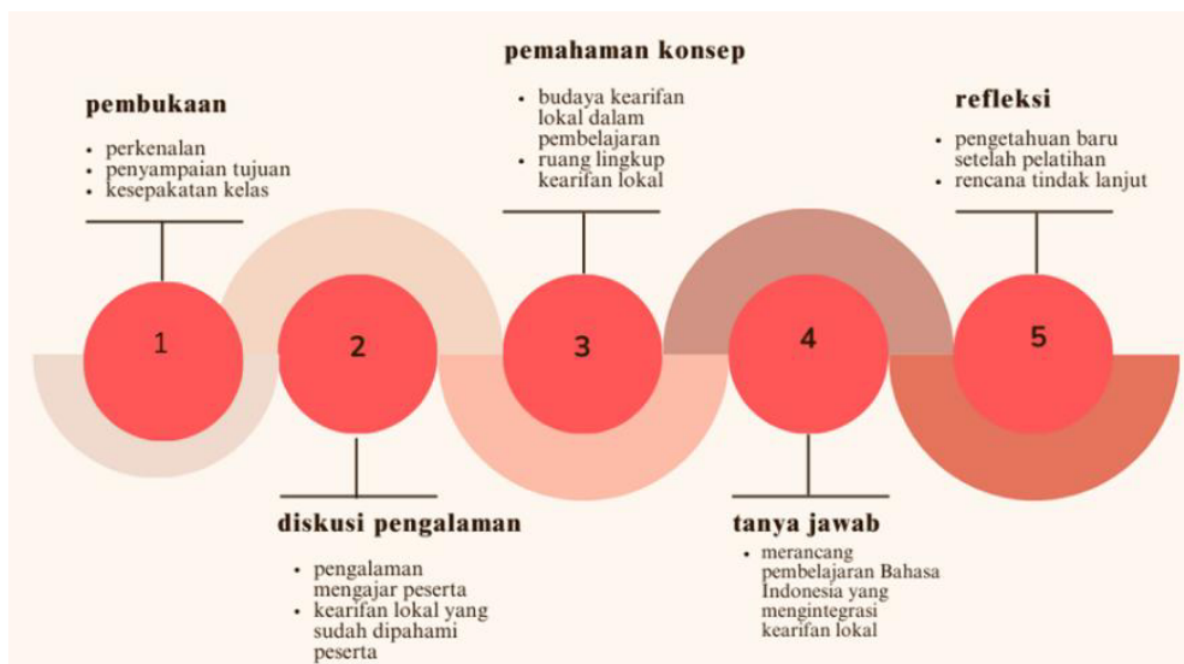 pembukaan
• perkenalan
• penyampaian tujuan
• kesepakatan kelas
1
2
diskusi pengalaman
• pengalaman
mengajar peserta
• kearifan lokal yang
sudah dipahami
peserta
pemahaman konsep
• budaya kearifan
lokal dalam
pembelajaran
• ruang lingkup
kearifan lokal
3
4
tanya jawab
• merancang
pembelajaran Bahasa
Indonesia yang
mengintegrasi
kearifan lokal
refleksi
• pengetahuan baru
setelah pelatihan
• rencana tindak lanjut
5